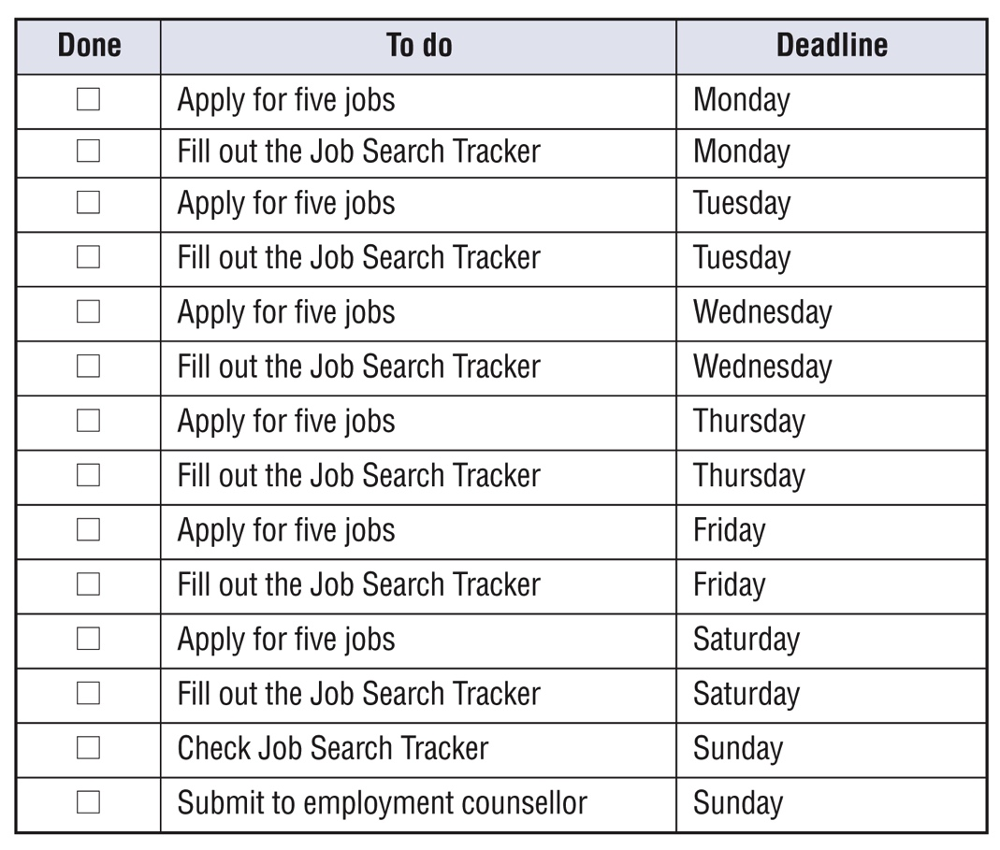 Done To do Deadline
☐ Apply for five jobs Monday
☐ Fill out the Job Search Tracker Monday
☐ Apply for five jobs Tuesday
☐ Fill out the Job Search Tracker Tuesday
☐ Apply for five jobs Wednesday
☐ Fill out the Job Search Tracker Wednesday
☐ Apply for five jobs Thursday
☐ Fill out the Job Search Tracker Thursday
☐ Apply for five jobs Friday
☐ Fill out the Job Search Tracker Friday
☐ Apply for five jobs Saturday
☐ Fill out the Job Search Tracker Saturday
☐ Check Job Search Tracker Sunday
☐ Submit to employment counsellor Sunday